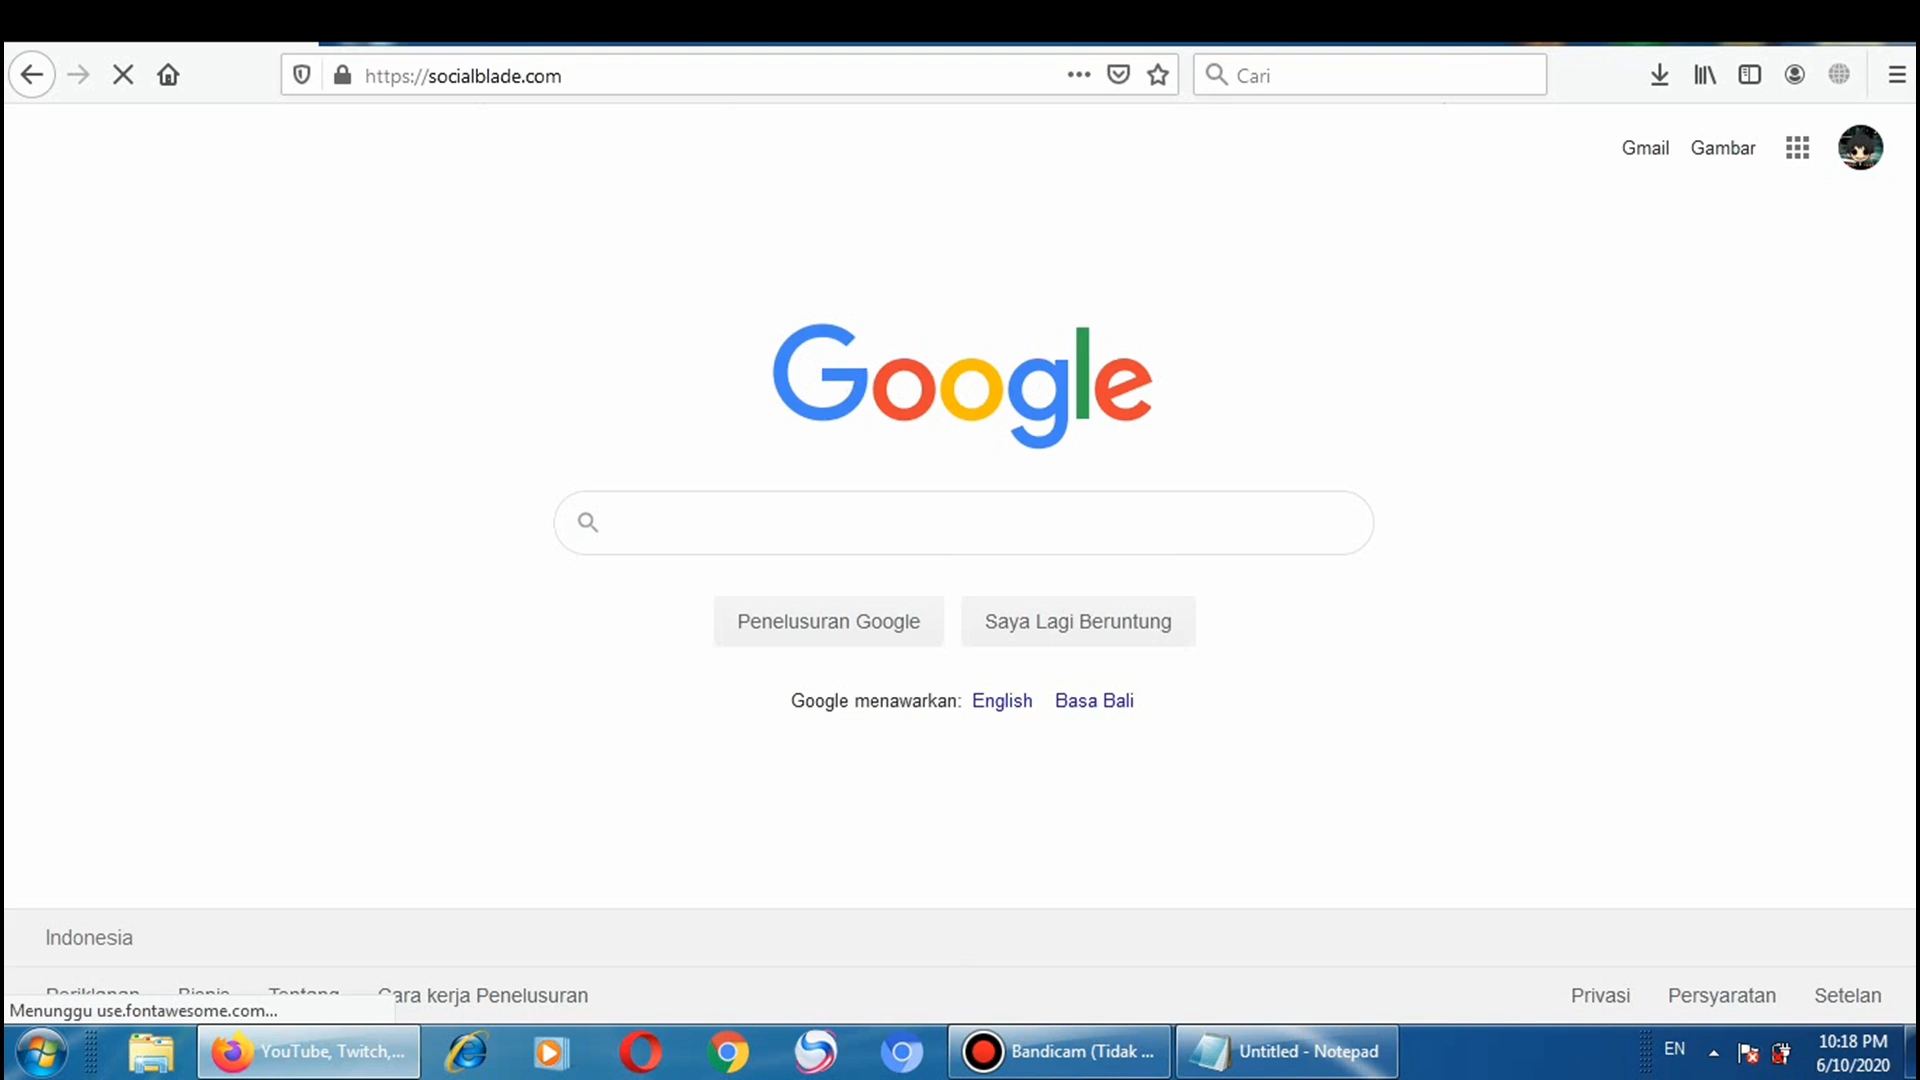 https://socialblade.com
Cari
Gmail Gambar
Google
Penelusuran Google Saya Lagi Beruntung
Google menawarkan: English Basa Bali
Indonesia
Periklanan Bisnis Tentang Cara kerja Penelusuran Privasi Persyaratan Setelan
Menunggu use.fontawesome.com...
YouTube, Twitch,... Bandicam (Tidak ... Untitled - Notepad EN 10:18 PM
6/10/2020